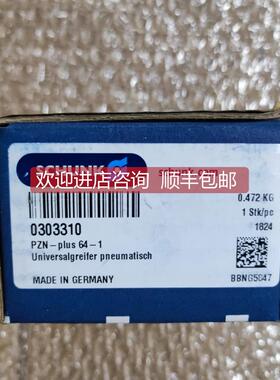 SCHUNK
欢迎进店咨询 顺丰包邮
0.472 KG
1 Stk/pc
1824
0303310
PZN-plus 64-1
Universalgreifer pneumatisch
MADE IN GERMANY
BBNG5047